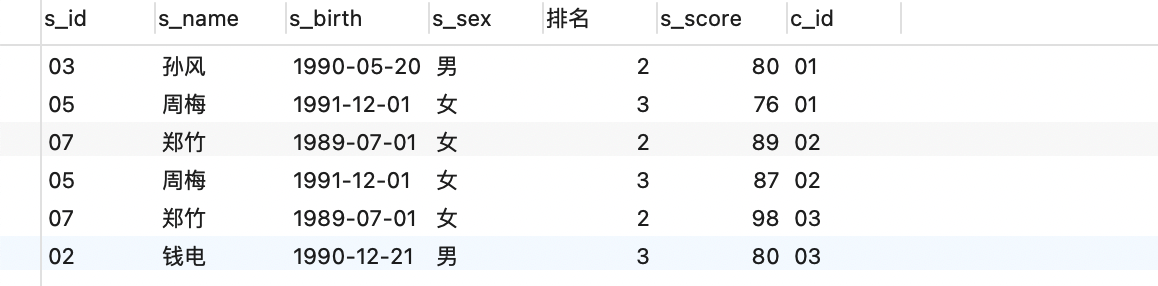 s_id s_name s_birth s_sex 排名 s_score c_id
03 孙风 1990-05-20 男 2 80 01
05 周梅 1991-12-01 女 3 76 01
07 郑竹 1989-07-01 女 2 89 02
05 周梅 1991-12-01 女 3 87 02
07 郑竹 1989-07-01 女 2 98 03
02 钱电 1990-12-21 男 3 80 03